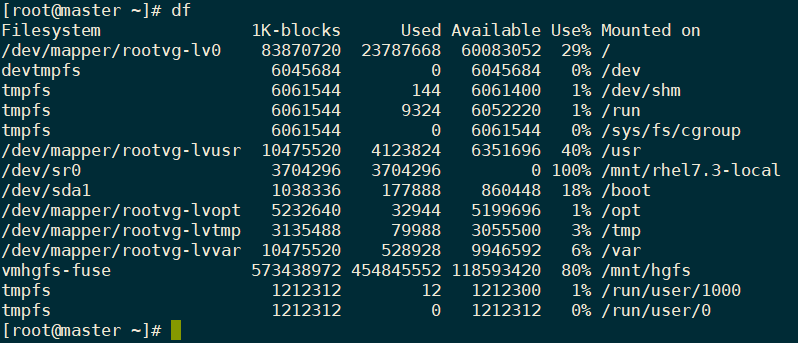 [root@master ~]# df
Filesystem 1K-blocks Used Available Use% Mounted on
/dev/mapper/rootvg-lv0 83870720 23787668 60083052 29% /
devtmpfs 6045684 0 6045684 0% /dev
tmpfs 6061544 144 6061400 1% /dev/shm
tmpfs 6061544 9324 6052220 1% /run
tmpfs 6061544 0 6061544 0% /sys/fs/cgroup
/dev/mapper/rootvg-lvusr 10475520 4123824 6351696 40% /usr
/dev/sr0 3704296 3704296 0 100% /mnt/rhel7.3-local
/dev/sda1 1038336 177888 860448 18% /boot
/dev/mapper/rootvg-lvopt 5232640 32944 5199696 1% /opt
/dev/mapper/rootvg-lvtmp 3135488 79988 3055500 3% /tmp
/dev/mapper/rootvg-lvvar 10475520 528928 9946592 6% /var
vmhgfs-fuse 573438972 454845552 118593420 80% /mnt/hgfs
tmpfs 1212312 12 1212300 1% /run/user/1000
tmpfs 1212312 0 1212312 0% /run/user/0
[root@master ~]#